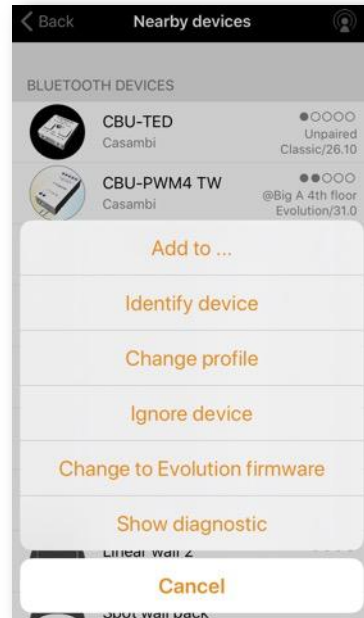 Back
Nearby devices
BLUETOOTH DEVICES
CBU-TED
Casambi
Unpaired
Classic/26.10
CBU-PWM4 TW
Casambi
@Big A 4th floor
Evolution/31.0
Add to ...
Identify device
Change profile
Ignore device
Change to Evolution firmware
Show diagnostic
Linear wall 2
Cancel
Spot wall pack